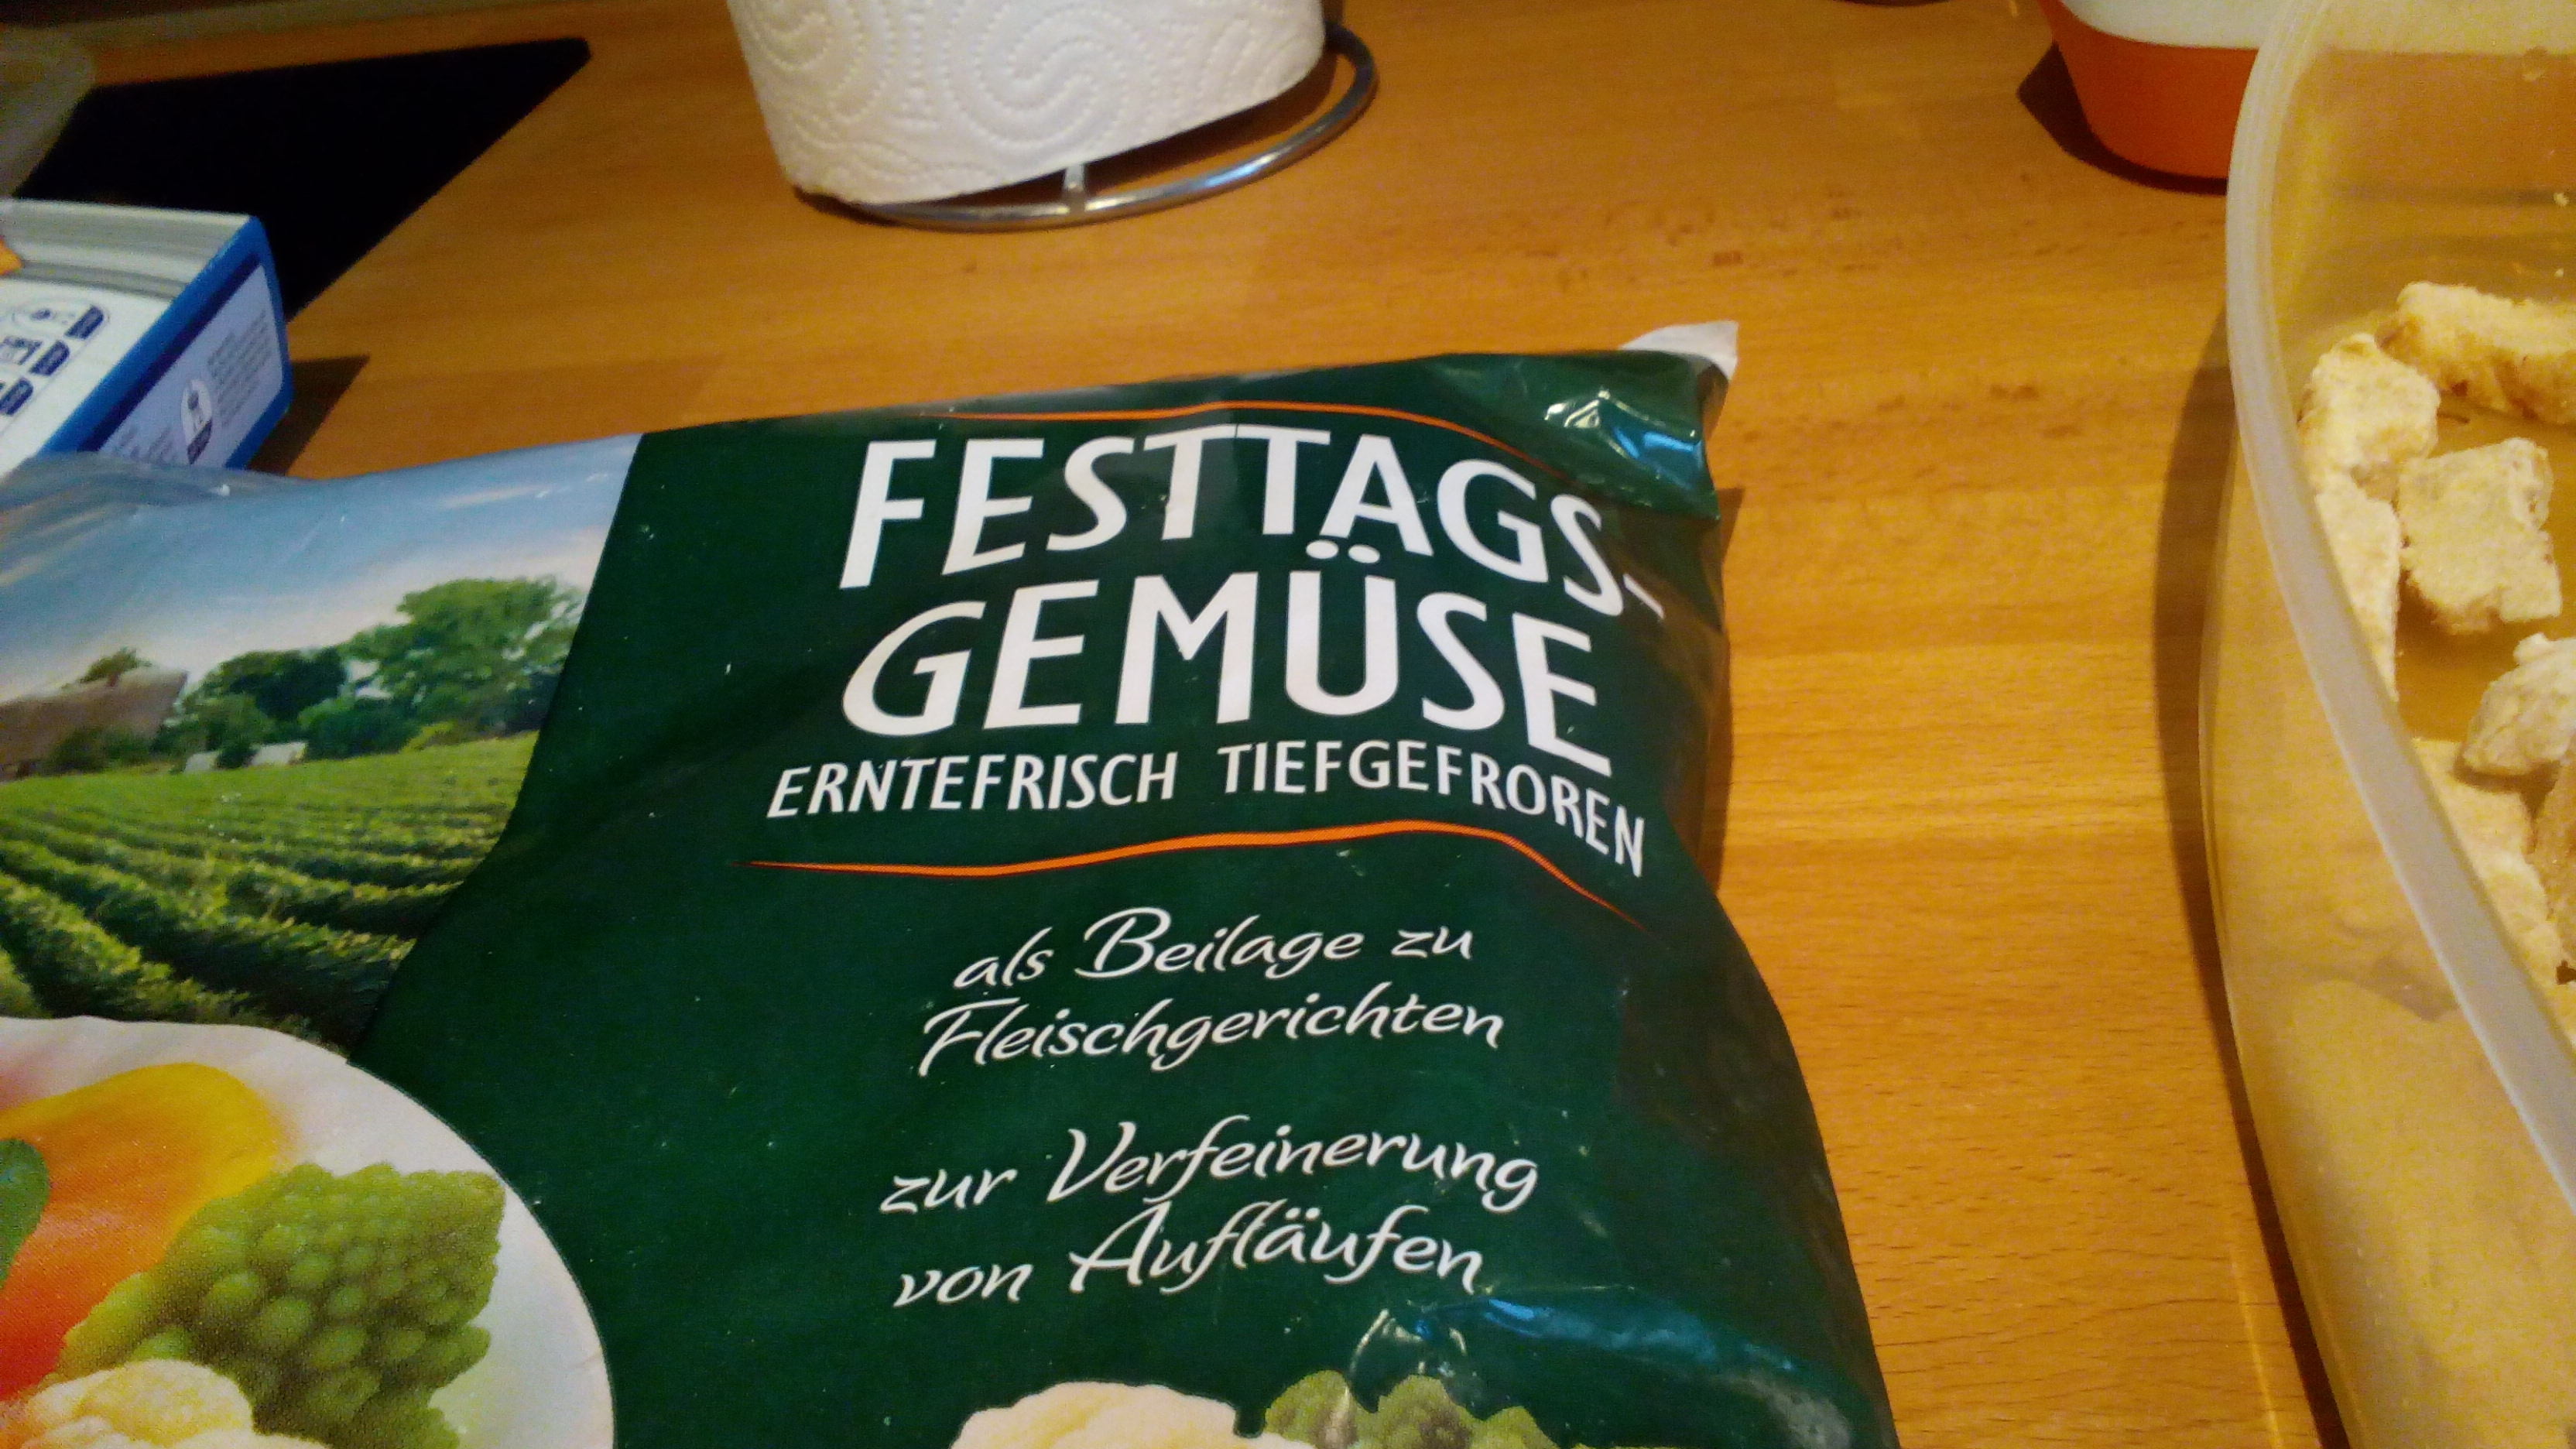 FESTTAGS-
GEMÜSE
ERNTEFRISCH TIEFGEFROREN
als Beilage zu
Fleischgerichten
zur Verfeinerung
von Aufläufen